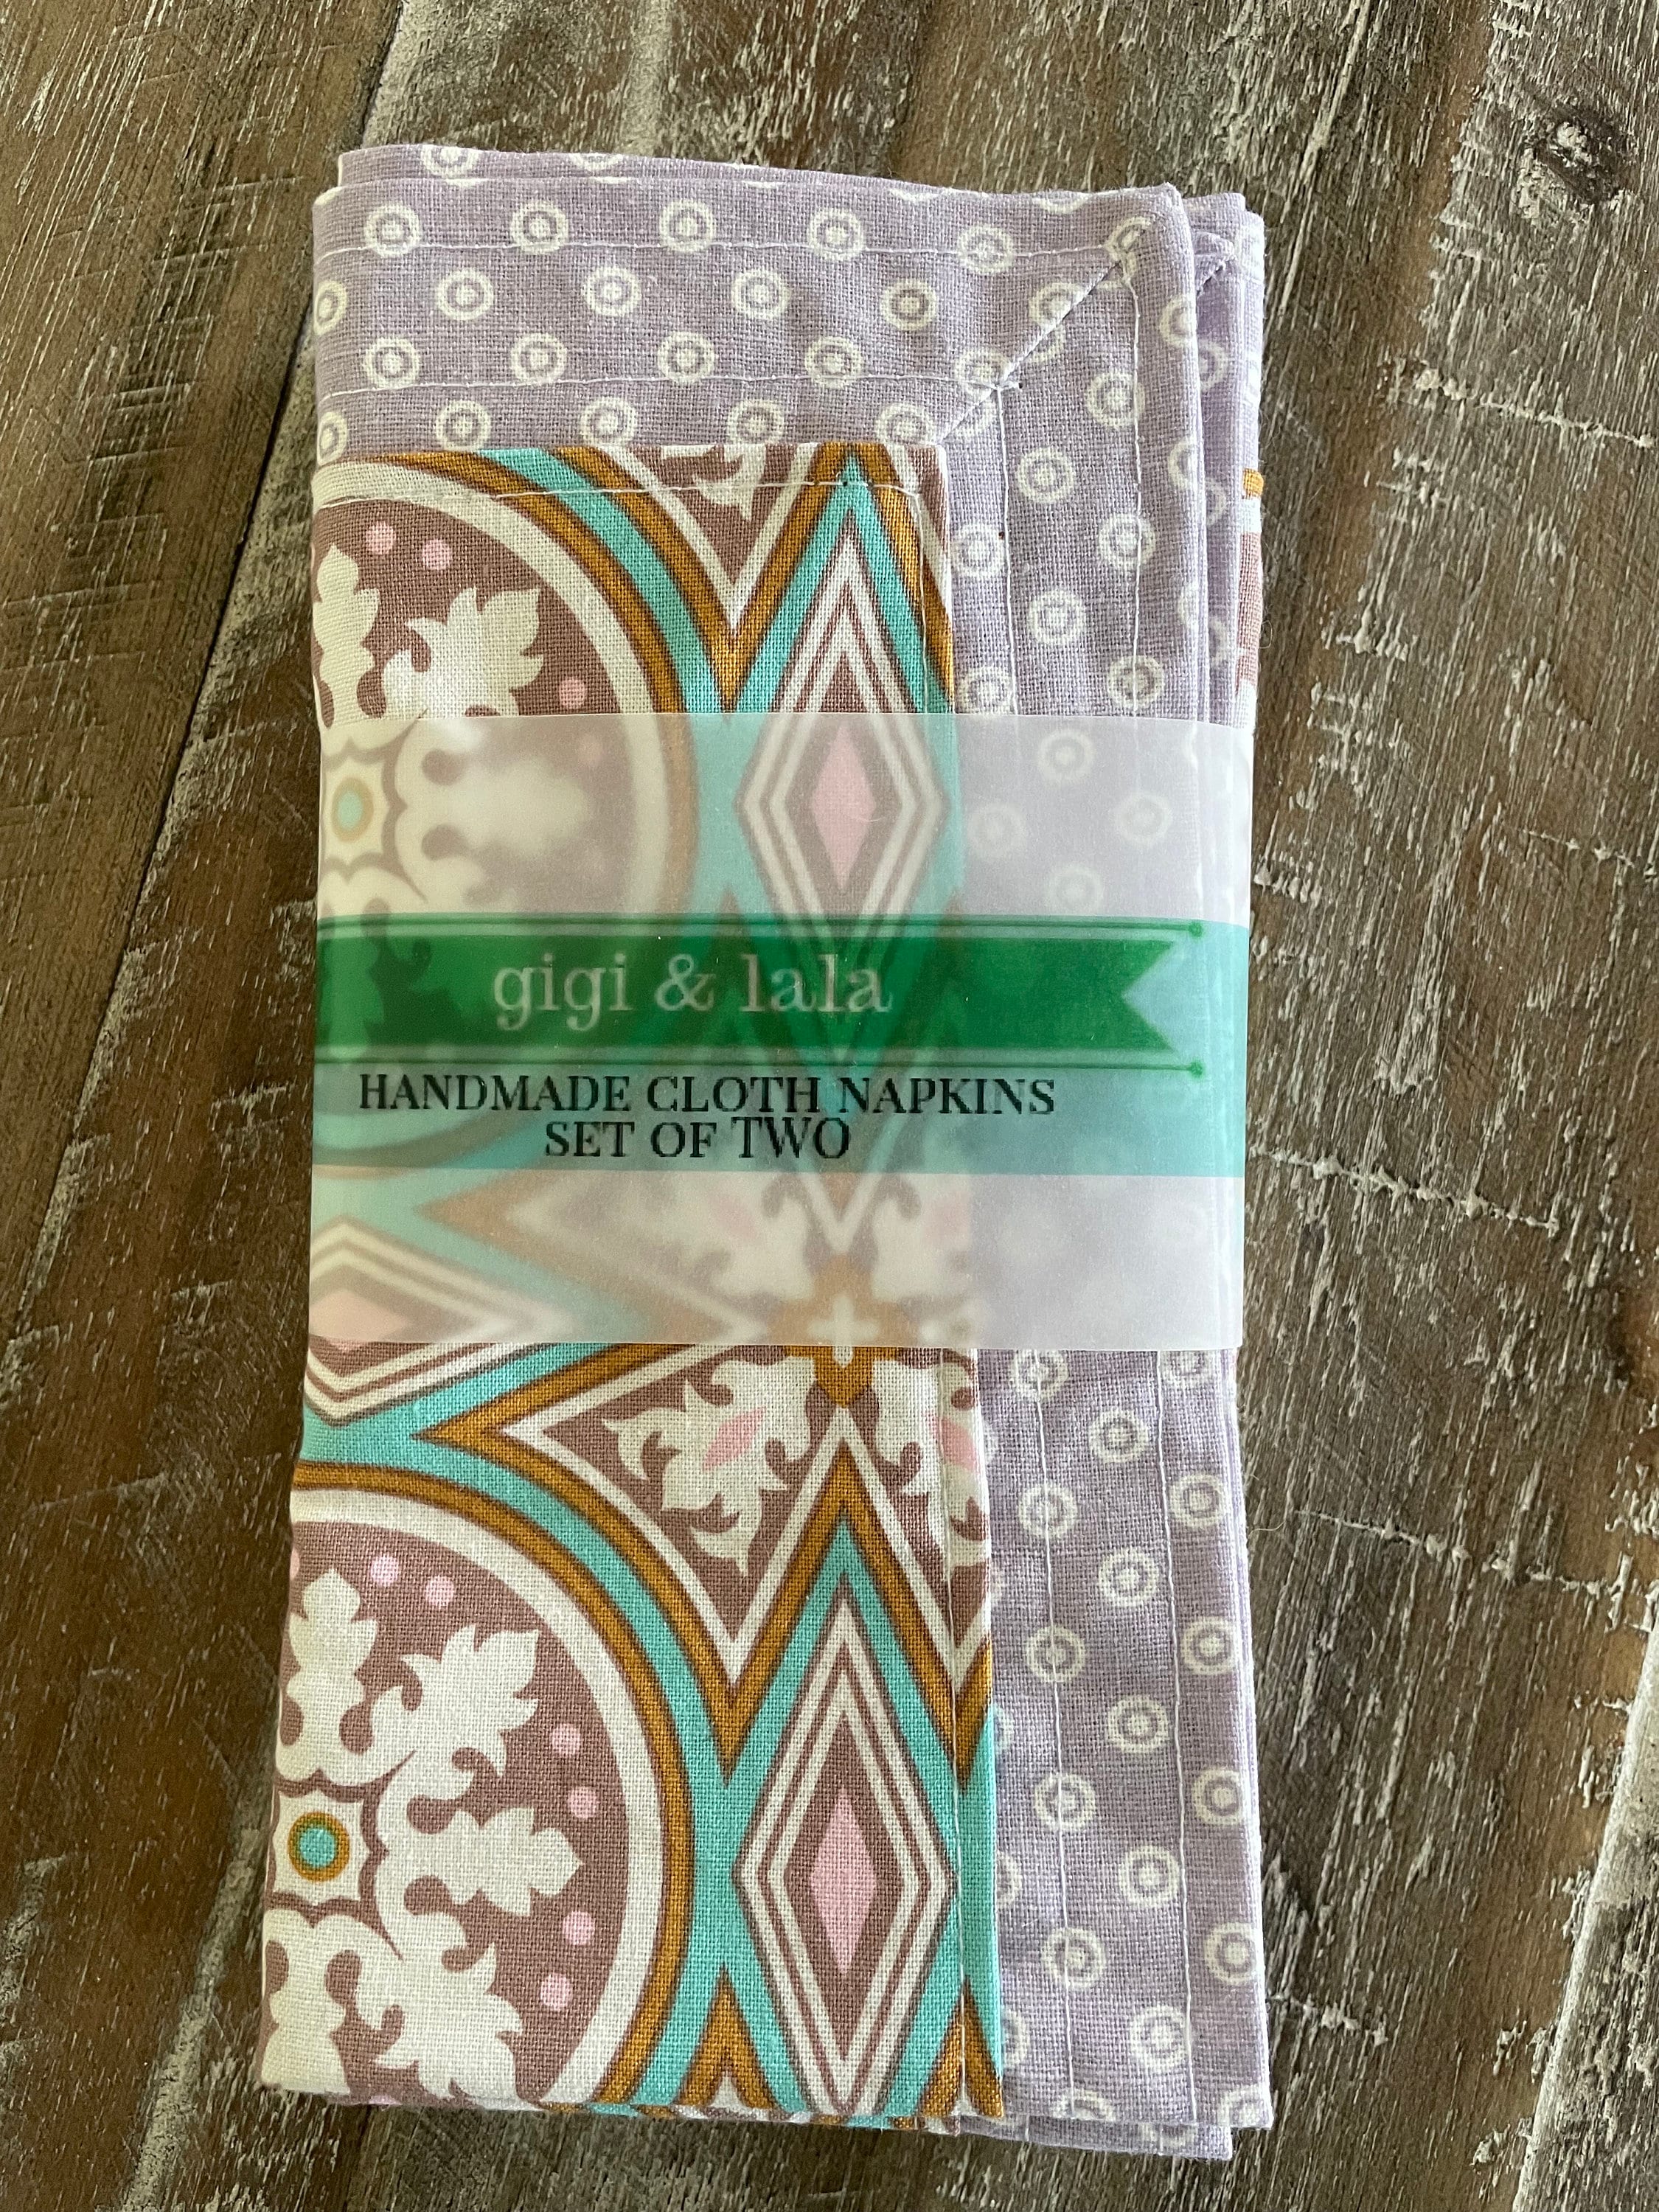 gigi & lala
HANDMADE CLOTH NAPKINS
SET OF TWO